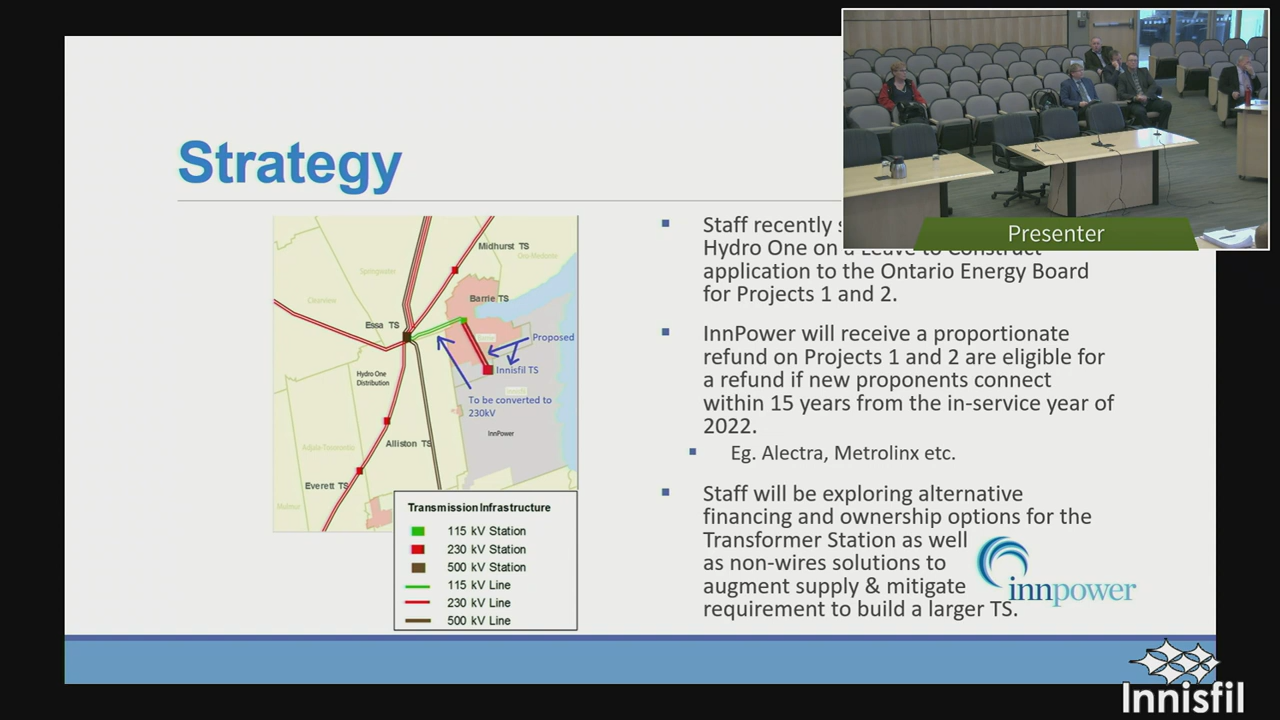 Presenter
Strategy
Staff recently
Hydro One on a Leave to Construct
application to the Ontario Energy Board
for Projects 1 and 2.
InnPower will receive a proportionate
refund on Projects 1 and 2 are eligible for
a refund if new proponents connect
within 15 years from the in-service year of
2022.
Eg. Alectra, Metrolinx etc.
Staff will be exploring alternative
financing and ownership options for the
Transformer Station as well
as non-wires solutions to
augment supply & mitigate
requirement to build a larger TS.
innpower
Midhurst TS
Oro-Medonte
Springwater
Barrie TS
Clearview
Essa TS
Proposed
Innisfil TS
Hydro One
Distribution
To be converted to
230kV
InnPower
Alliston TS
Everett TS
Transmission Infrastructure
115 kV Station
230 kV Station
500 kV Station
115 kV Line
230 kV Line
500 kV Line
Innisfil